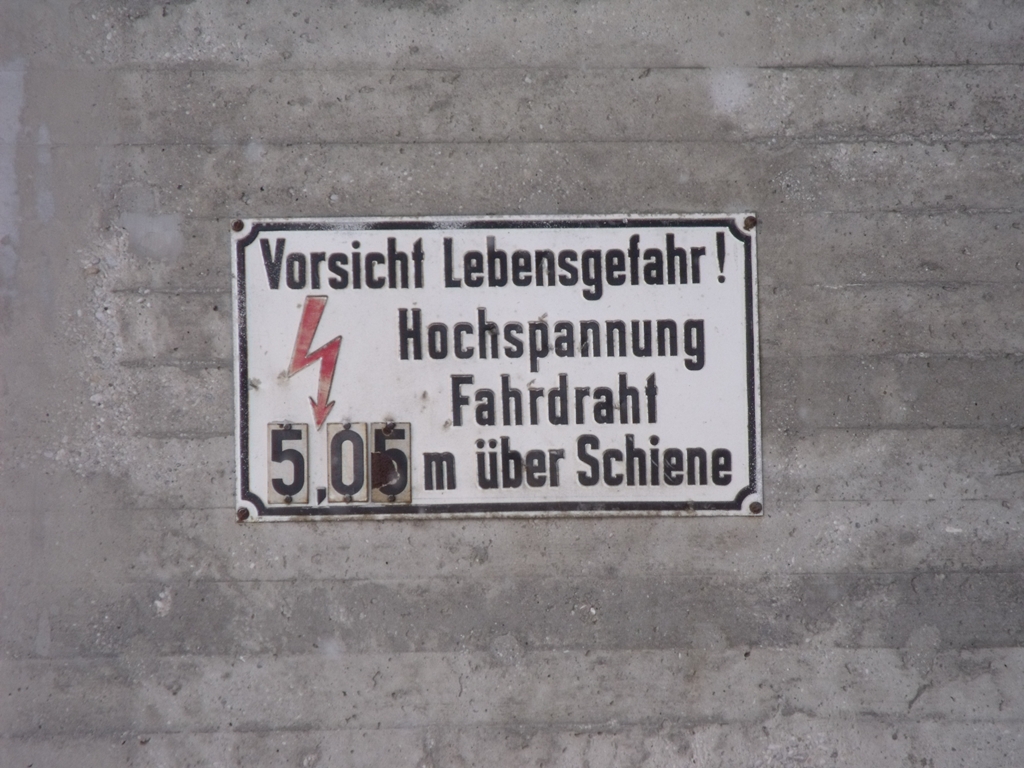 Vorsicht Lebensgefahr!
Hochspannung
Fahrdraht
5,05 m über Schiene